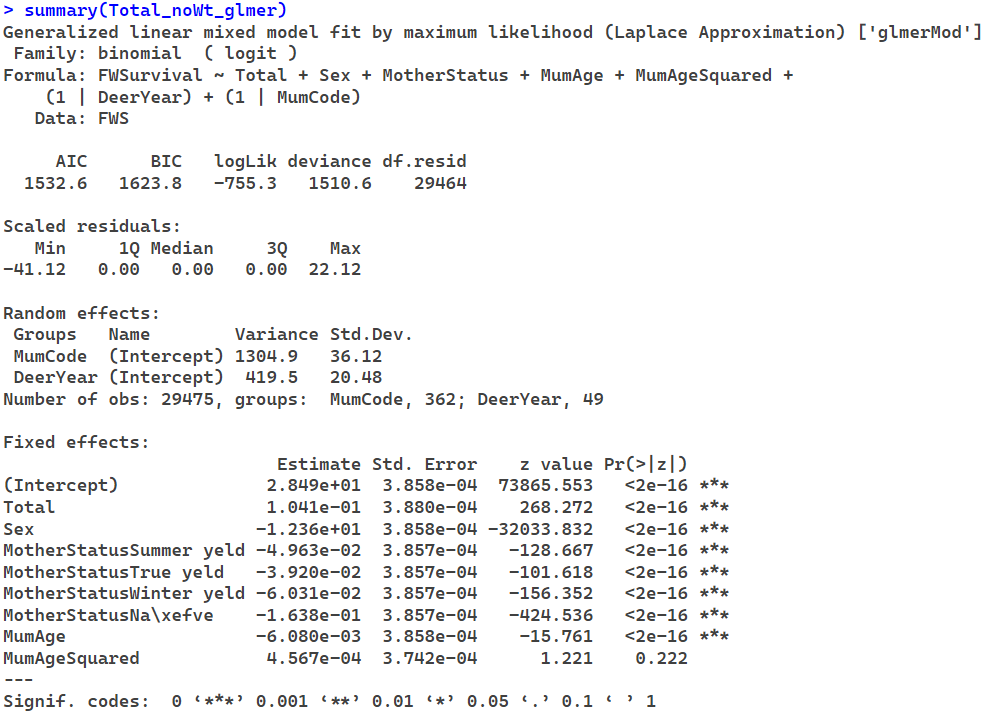 > summary(Total_noWt_glmer)
Generalized linear mixed model fit by maximum likelihood (Laplace Approximation) ['glmerMod']
 Family: binomial  ( logit )
Formula: FWSurvival ~ Total + Sex + MotherStatus + MumAge + MumAgeSquared +
    (1 | DeerYear) + (1 | MumCode)
   Data: FWS

     AIC      BIC   logLik deviance df.resid
  1532.6   1623.8   -755.3   1510.6    29464

Scaled residuals:
   Min     1Q Median     3Q    Max
-41.12   0.00   0.00   0.00  22.12

Random effects:
 Groups   Name        Variance Std.Dev.
 MumCode  (Intercept) 1304.9   36.12
 DeerYear (Intercept)  419.5   20.48
Number of obs: 29475, groups:  MumCode, 362; DeerYear, 49

Fixed effects:
                          Estimate Std. Error    z value Pr(>|z|)
(Intercept)              2.849e+01  3.858e-04  73865.553   <2e-16 ***
Total                    1.041e-01  3.880e-04    268.272   <2e-16 ***
Sex                     -1.236e+01  3.858e-04 -32033.832   <2e-16 ***
MotherStatusSummer yeld -4.963e-02  3.857e-04   -128.667   <2e-16 ***
MotherStatusTrue yeld   -3.920e-02  3.857e-04   -101.618   <2e-16 ***
MotherStatusWinter yeld -6.031e-02  3.857e-04   -156.352   <2e-16 ***
MotherStatusNa\xefve    -1.638e-01  3.857e-04   -424.536   <2e-16 ***
MumAge                  -6.080e-03  3.858e-04    -15.761   <2e-16 ***
MumAgeSquared            4.567e-04  3.742e-04      1.221    0.222
---
Signif. codes:  0 ‘***’ 0.001 ‘**’ 0.01 ‘*’ 0.05 ‘.’ 0.1 ‘ ’ 1